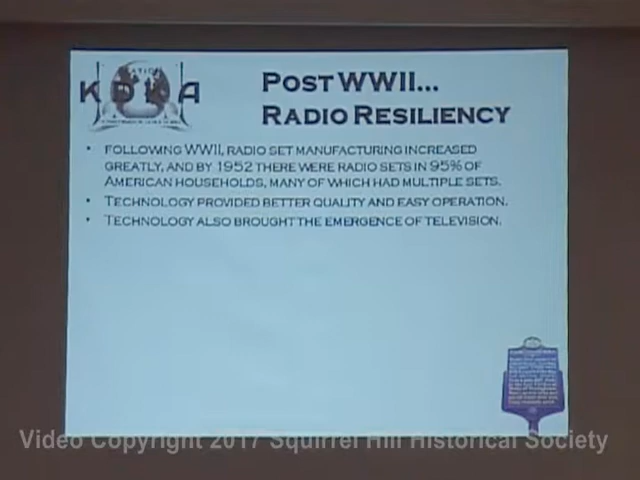 KDKA
Post WWII...
Radio Resiliency
• Following WWII, radio set manufacturing increased
greatly, and by 1952 there were radio sets in 95% of
American households, many of which had multiple sets.
• Technology provided better quality and easy operation.
• Technology also brought the emergence of television.
Video Copyright 2017 Squirrel Hill Historical Society